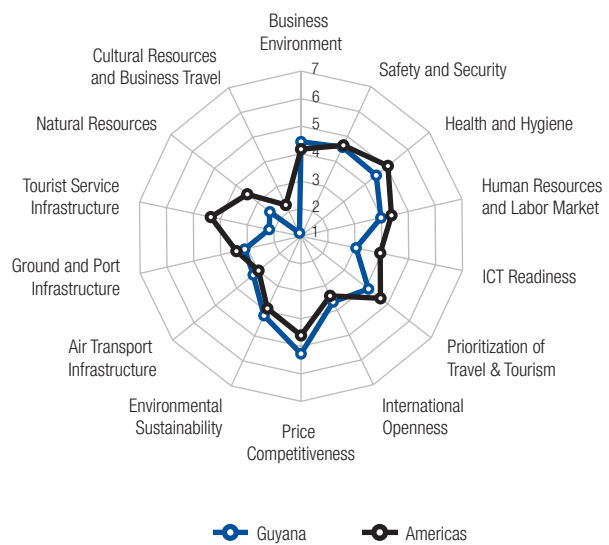 Business
Environment
Cultural Resources
and Business Travel
Safety and Security
Natural Resources
Health and Hygiene
Tourist Service
Infrastructure
Human Resources
and Labor Market
Ground and Port
Infrastructure
ICT Readiness
Air Transport
Infrastructure
Prioritization of
Travel & Tourism
Environmental
Sustainability
International
Openness
Price
Competitiveness
7
6
5
4
3
2
1
Guyana
Americas